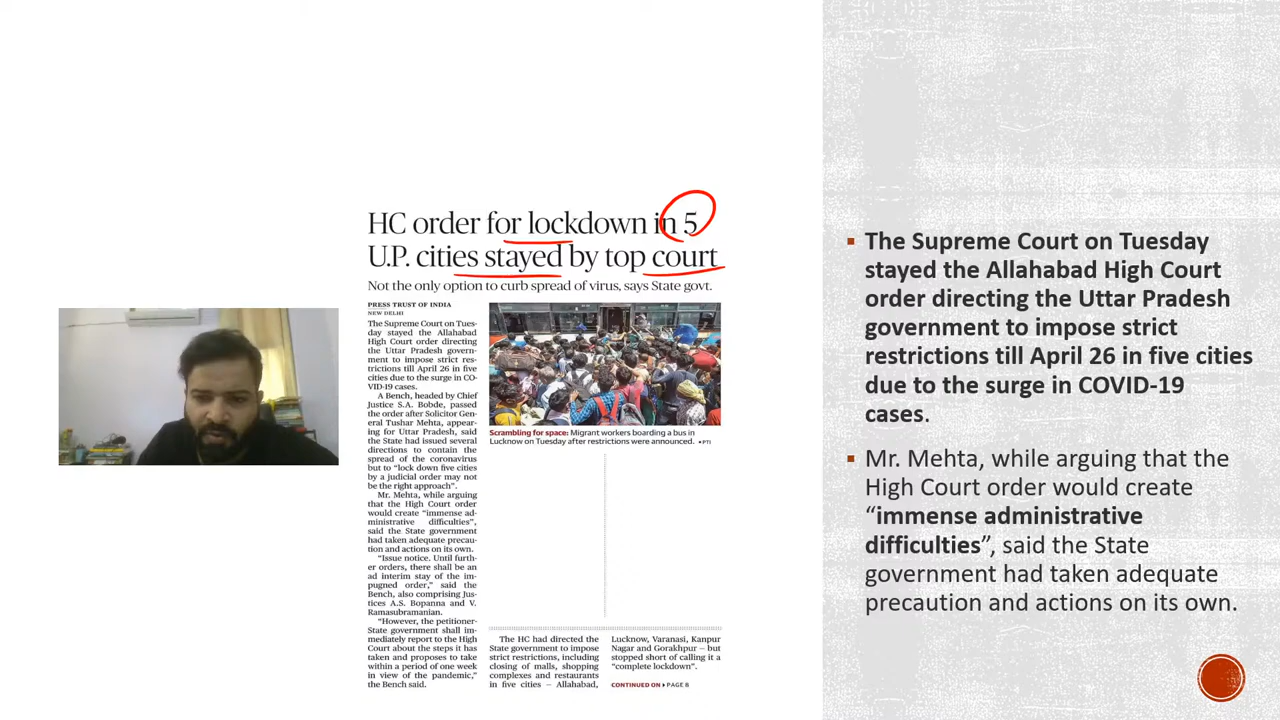 HC order for lockdown in 5
U.P. cities stayed by top court
Not the only option to curb spread of virus, says State govt.
PRESS TRUST OF INDIA
NEW DELHI
The Supreme Court on Tues-
day stayed the Allahabad
High Court order directing
the Uttar Pradesh govern-
ment to impose strict res-
trictions till April 26 in five
cities due to the surge in CO-
VID-19 cases.
A Bench, headed by Chief
Justice S.A. Bobde, passed
the order after Solicitor Gen-
eral Tushar Mehta, appear-
ing for Uttar Pradesh, said
the State had issued several
directions to contain the
spread of the coronavirus
but to “lock down five cities
by a judicial order may not
be the right approach”.
Mr. Mehta, while arguing
that the High Court order
would create “immense ad-
ministrative difficulties”,
said the State government
had taken adequate precau-
tion and actions on its own.
“Issue notice. Until furth-
er orders, there shall be an
ad interim stay of the im-
pugned order,” said the
Bench, also comprising Jus-
tices A.S. Bopanna and V.
Ramasubramanian.
“However, the petitioner-
State government shall im-
mediately report to the High
Court about the steps it has
taken and proposes to take
within a period of one week
in view of the pandemic,”
the Bench said.
Scrambling for space: Migrant workers boarding a bus in
Lucknow on Tuesday after restrictions were announced. • PTI
The HC had directed the
State government to impose
strict restrictions, including
closing of malls, shopping
complexes and restaurants
in five cities — Allahabad,
Lucknow, Varanasi, Kanpur
Nagar and Gorakhpur — but
stopped short of calling it a
“complete lockdown”.
CONTINUED ON ▸ PAGE 8
▪ The Supreme Court on Tuesday
stayed the Allahabad High Court
order directing the Uttar Pradesh
government to impose strict
restrictions till April 26 in five cities
due to the surge in COVID-19
cases.
▪ Mr. Mehta, while arguing that the
High Court order would create
“immense administrative
difficulties”, said the State
government had taken adequate
precaution and actions on its own.